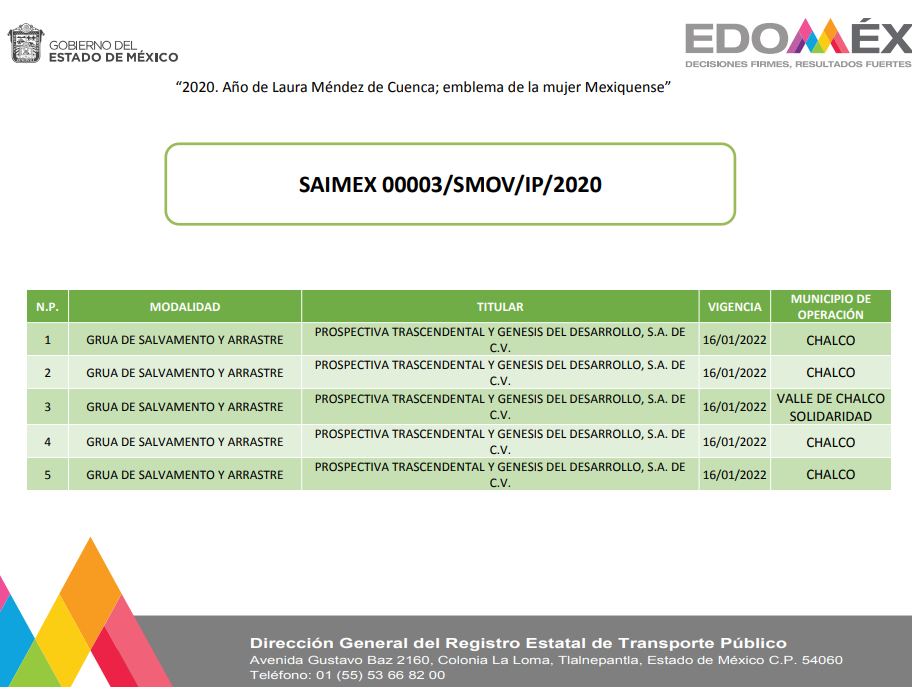 GOBIERNO DEL
ESTADO DE MÉXICO
EDOMÉX
DECISIONES FIRMES, RESULTADOS FUERTES
“2020. Año de Laura Méndez de Cuenca; emblema de la mujer Mexiquense”
SAIMEX 00003/SMOV/IP/2020
N.P. MODALIDAD TITULAR VIGENCIA MUNICIPIO DE OPERACIÓN
1 GRUA DE SALVAMENTO Y ARRASTRE PROSPECTIVA TRASCENDENTAL Y GENESIS DEL DESARROLLO, S.A. DE C.V. 16/01/2022 CHALCO
2 GRUA DE SALVAMENTO Y ARRASTRE PROSPECTIVA TRASCENDENTAL Y GENESIS DEL DESARROLLO, S.A. DE C.V. 16/01/2022 CHALCO
3 GRUA DE SALVAMENTO Y ARRASTRE PROSPECTIVA TRASCENDENTAL Y GENESIS DEL DESARROLLO, S.A. DE C.V. 16/01/2022 VALLE DE CHALCO SOLIDARIDAD
4 GRUA DE SALVAMENTO Y ARRASTRE PROSPECTIVA TRASCENDENTAL Y GENESIS DEL DESARROLLO, S.A. DE C.V. 16/01/2022 CHALCO
5 GRUA DE SALVAMENTO Y ARRASTRE PROSPECTIVA TRASCENDENTAL Y GENESIS DEL DESARROLLO, S.A. DE C.V. 16/01/2022 CHALCO
Dirección General del Registro Estatal de Transporte Público
Avenida Gustavo Baz 2160, Colonia La Loma, Tlalnepantla, Estado de México C.P. 54060
Teléfono: 01 (55) 53 66 82 00